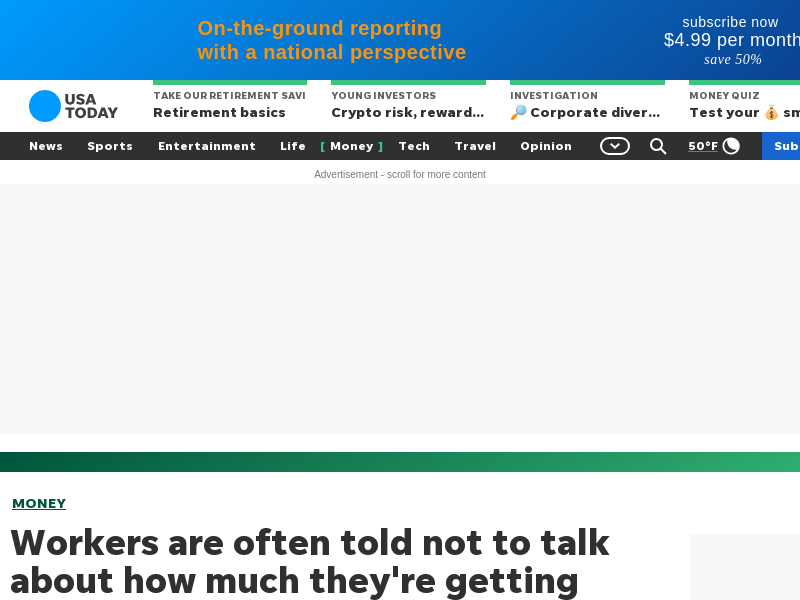 On-the-ground reporting
with a national perspective
subscribe now
$4.99 per month
save 50%
USA
TODAY
TAKE OUR RETIREMENT SAVI
Retirement basics
YOUNG INVESTORS
Crypto risk, reward...
INVESTIGATION
🔎 Corporate diver...
MONEY QUIZ
Test your 💰 sm
News Sports Entertainment Life [ Money ] Tech Travel Opinion 50°F Sub
Advertisement - scroll for more content
MONEY
Workers are often told not to talk
about how much they're getting